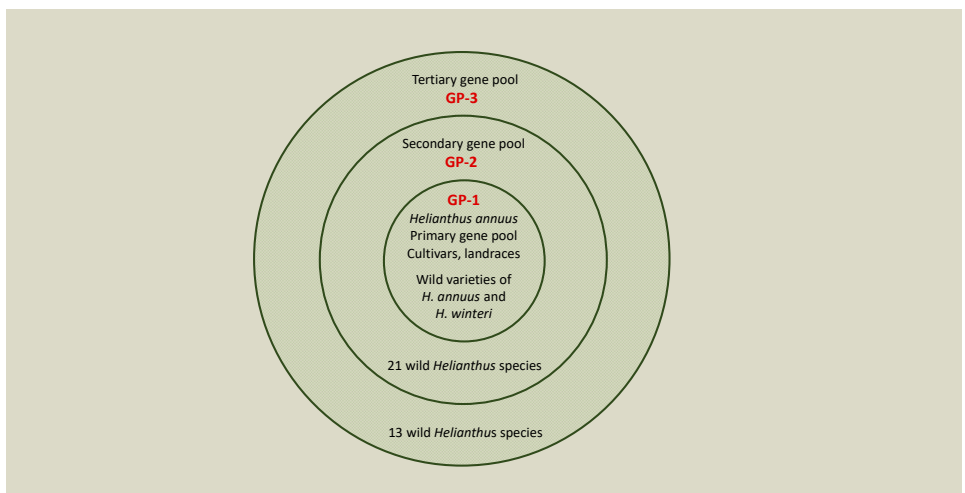 Tertiary gene pool
GP-3
Secondary gene pool
GP-2
GP-1
Helianthus annuus
Primary gene pool
Cultivars, landraces
Wild varieties of
H. annuus and
H. winteri
21 wild Helianthus species
13 wild Helianthus species